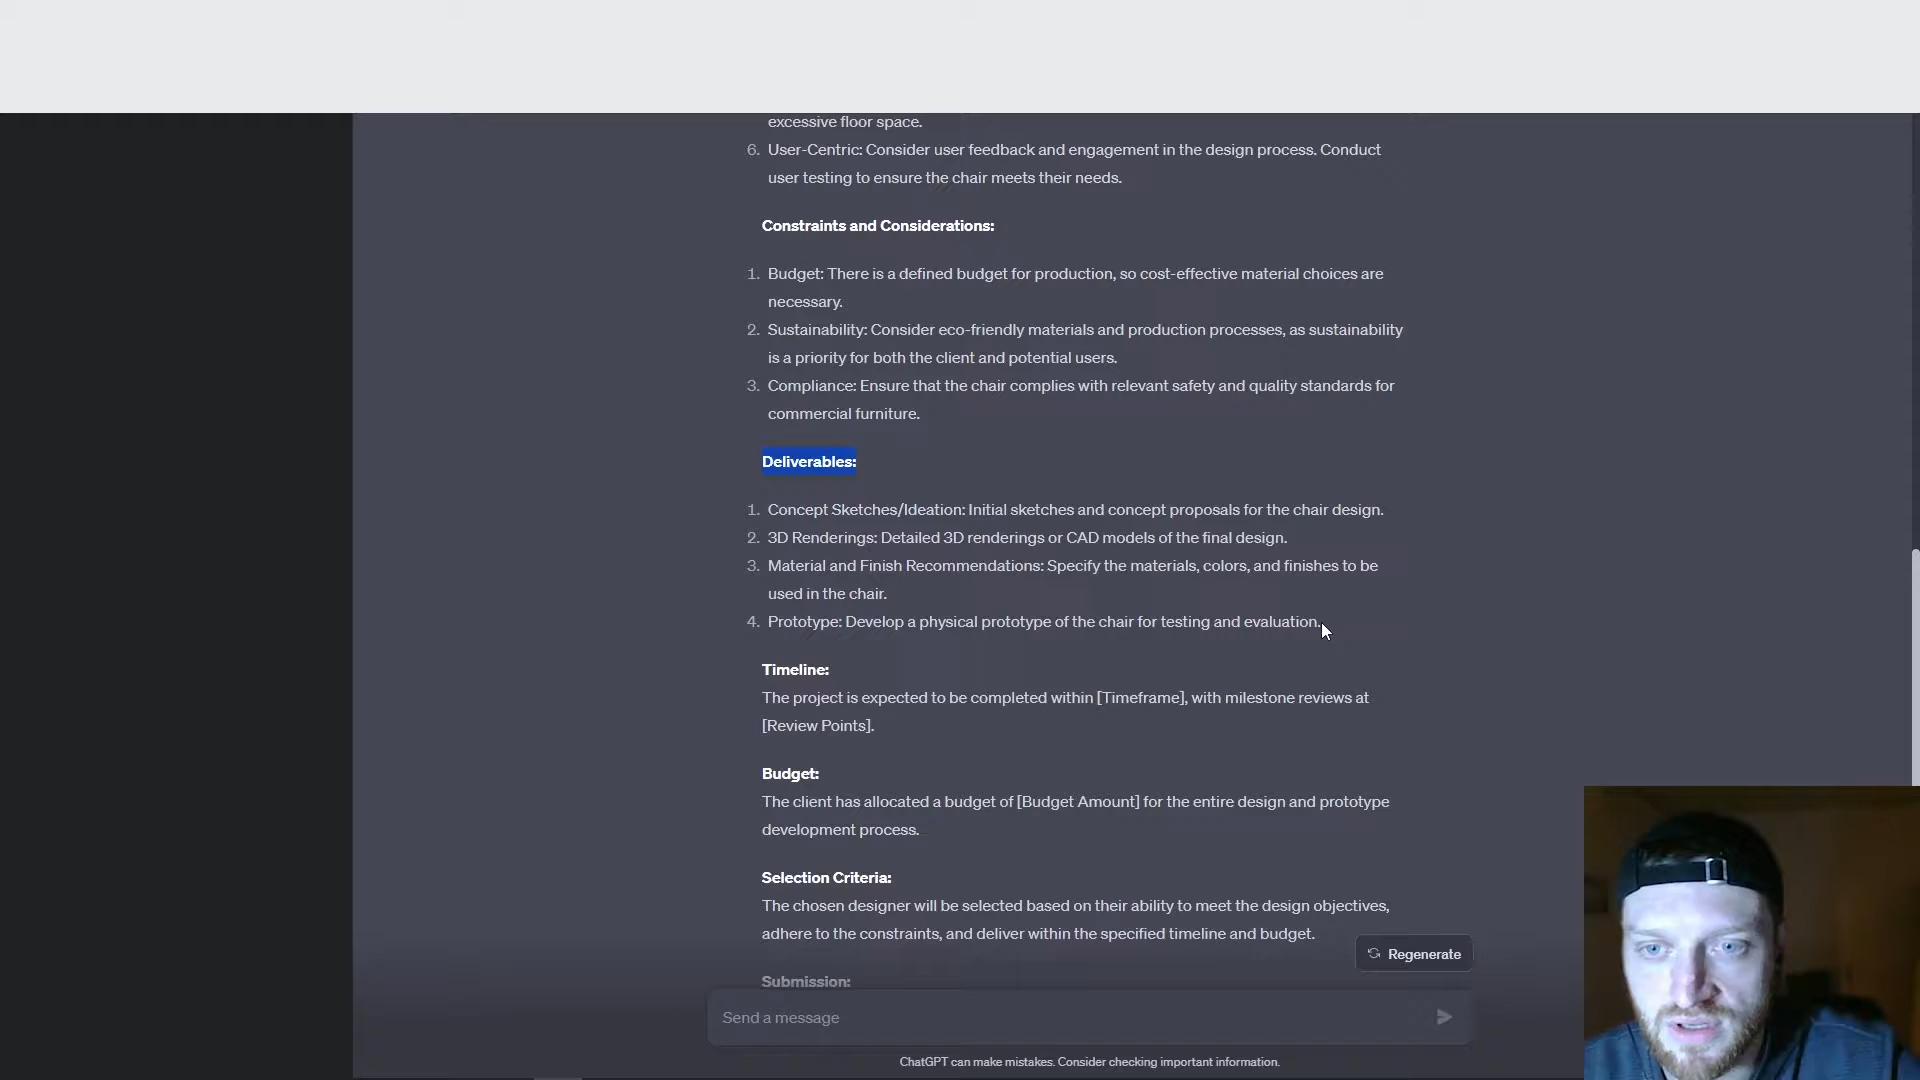 excessive floor space.
6. User-Centric: Consider user feedback and engagement in the design process. Conduct
user testing to ensure the chair meets their needs.
Constraints and Considerations:
1. Budget: There is a defined budget for production, so cost-effective material choices are
necessary.
2. Sustainability: Consider eco-friendly materials and production processes, as sustainability
is a priority for both the client and potential users.
3. Compliance: Ensure that the chair complies with relevant safety and quality standards for
commercial furniture.
Deliverables:
1. Concept Sketches/Ideation: Initial sketches and concept proposals for the chair design.
2. 3D Renderings: Detailed 3D renderings or CAD models of the final design.
3. Material and Finish Recommendations: Specify the materials, colors, and finishes to be
used in the chair.
4. Prototype: Develop a physical prototype of the chair for testing and evaluation.
Timeline:
The project is expected to be completed within [Timeframe], with milestone reviews at
[Review Points].
Budget:
The client has allocated a budget of [Budget Amount] for the entire design and prototype
development process.
Selection Criteria:
The chosen designer will be selected based on their ability to meet the design objectives,
adhere to the constraints, and deliver within the specified timeline and budget.
Regenerate
Submission:
Send a message
ChatGPT can make mistakes. Consider checking important information.